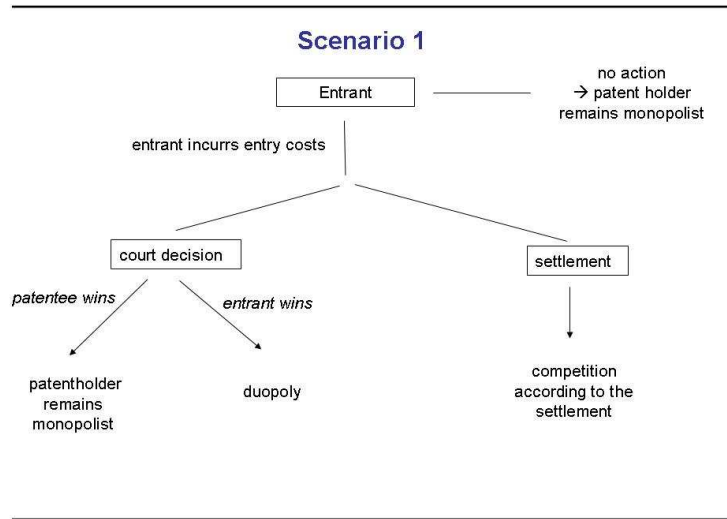 Scenario 1
Entrant
no action
→ patent holder
remains monopolist
entrant incurrs entry costs
court decision
settlement
patentee wins
entrant wins
patentholder
remains
monopolist
duopoly
competition
according to the
settlement